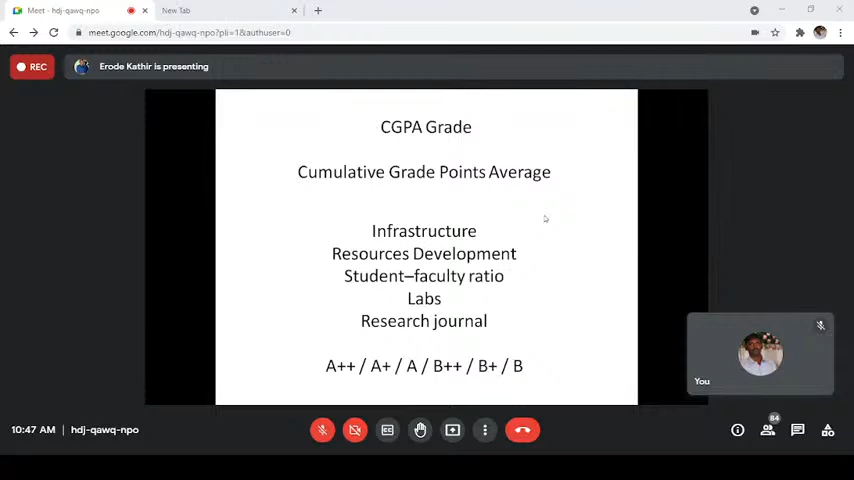 Meet - hdj-qawq-npo
New Tab
meet.google.com/hdj-qawq-npo?pli=1&authuser=0
REC
Erode Kathir is presenting
CGPA Grade
Cumulative Grade Points Average
Infrastructure
Resources Development
Student–faculty ratio
Labs
Research journal
A++ / A+ / A / B++ / B+ / B
You
10:47 AM | hdj-qawq-npo
84